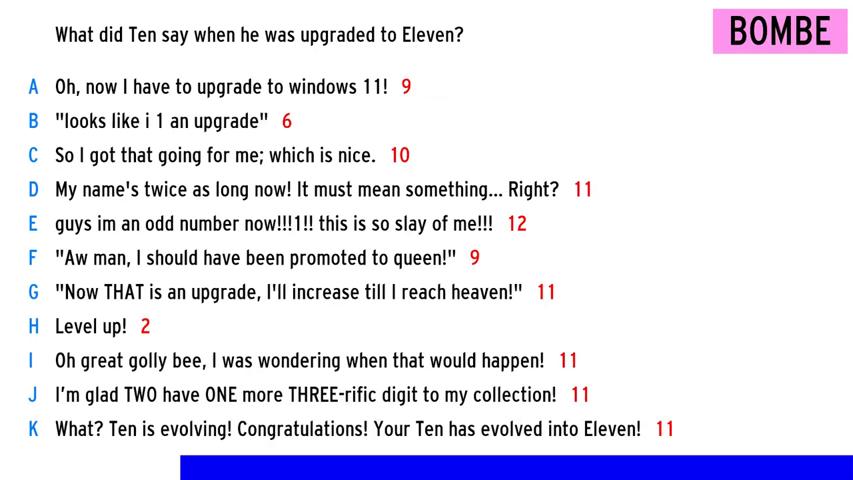 What did Ten say when he was upgraded to Eleven?
BOMBE
A Oh, now I have to upgrade to windows 11! 9
B "looks like i 1 an upgrade" 6
C So I got that going for me; which is nice. 10
D My name's twice as long now! It must mean something... Right? 11
E guys im an odd number now!!!1!! this is so slay of me!!! 12
F "Aw man, I should have been promoted to queen!" 9
G "Now THAT is an upgrade, I'll increase till I reach heaven!" 11
H Level up! 2
I Oh great golly bee, I was wondering when that would happen! 11
J I'm glad TWO have ONE more THREE-rific digit to my collection! 11
K What? Ten is evolving! Congratulations! Your Ten has evolved into Eleven! 11